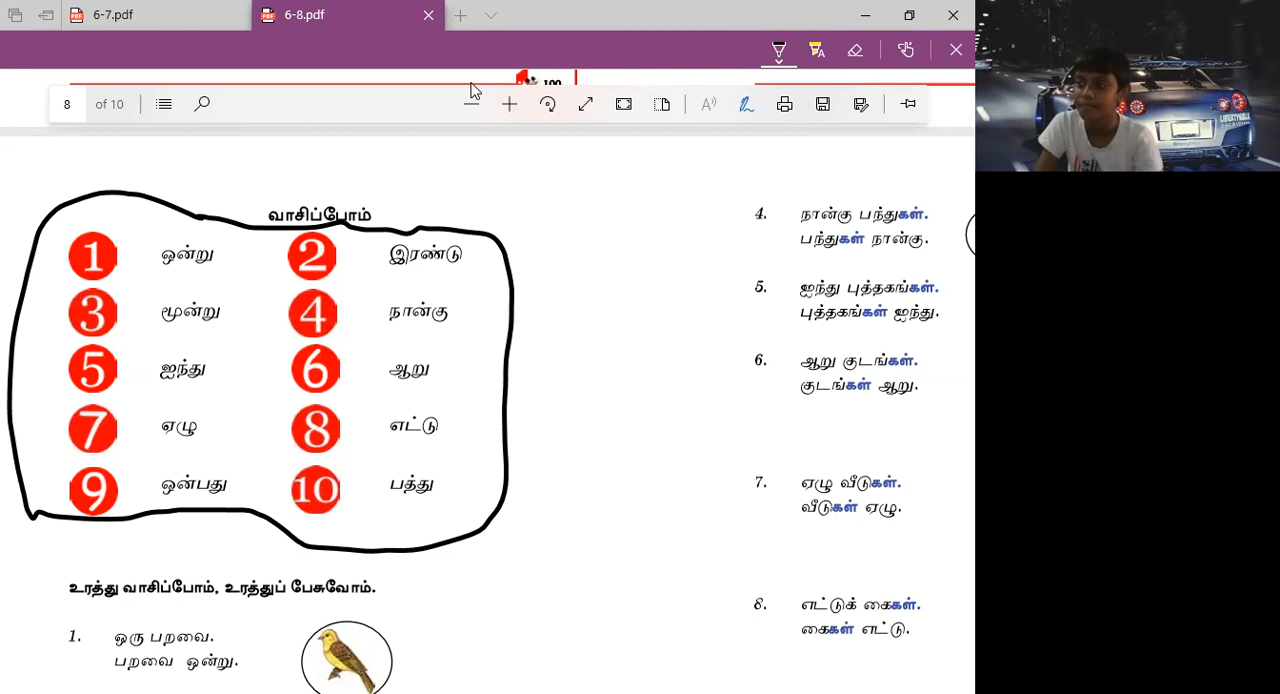 6-7.pdf
6-8.pdf
8 of 10
100
வாசிப்போம்
1 ஒன்று 2 இரண்டு
3 மூன்று 4 நான்கு
5 ஐந்து 6 ஆறு
7 ஏழு 8 எட்டு
9 ஒன்பது 10 பத்து
உரத்து வாசிப்போம், உரத்துப் பேசுவோம்.
1. ஒரு பறவை.
பறவை ஒன்று.
4. நான்கு பந்துகள்.
பந்துகள் நான்கு.
5. ஐந்து புத்தகங்கள்.
புத்தகங்கள் ஐந்து.
6. ஆறு குடங்கள்.
குடங்கள் ஆறு.
7. ஏழு வீடுகள்.
வீடுகள் ஏழு.
8. எட்டுக் கைகள்.
கைகள் எட்டு.
LIBERTYWALK